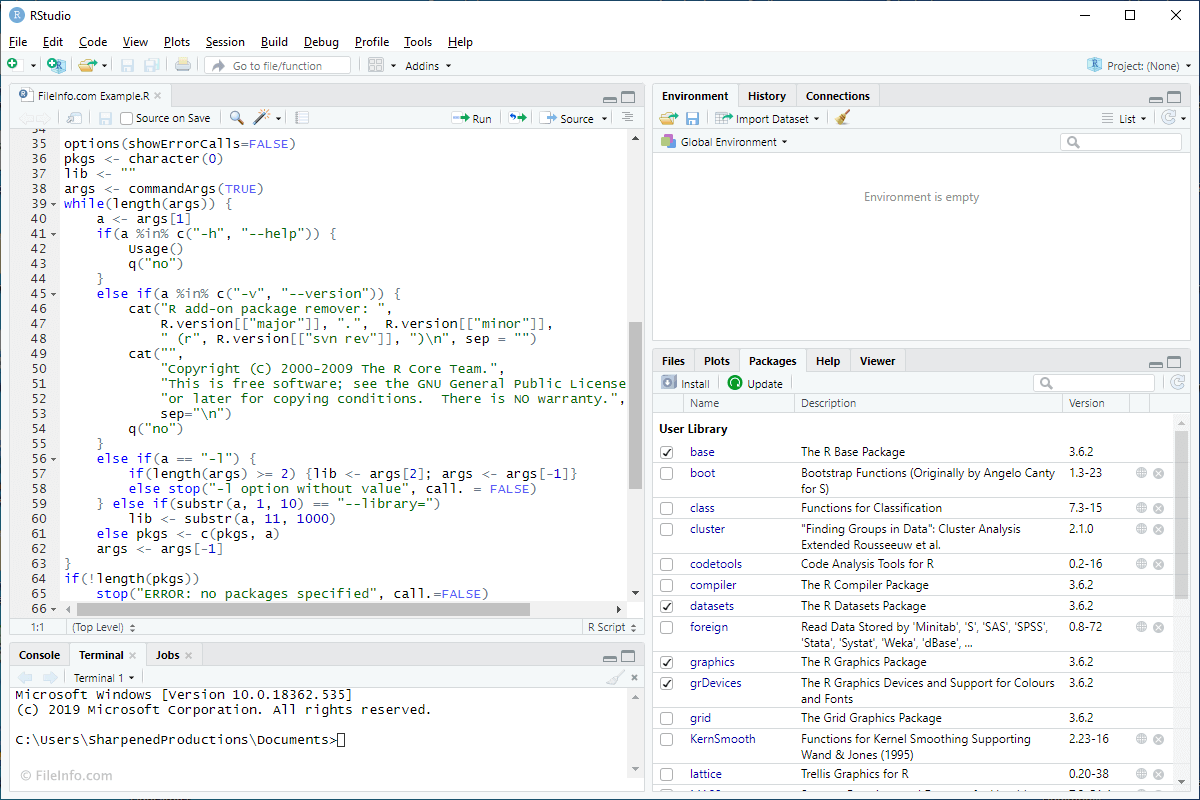 RStudio
File Edit Code View Plots Session Build Debug Profile Tools Help
Go to file/function Addins Project: (None)
FileInfo.com Example.R
Source on Save Run Source
34
35 options(showErrorCalls=FALSE)
36 pkgs <- character(0)
37 lib <- ""
38 args <- commandArgs(TRUE)
39 while(length(args)) {
40 a <- args[1]
41 if(a %in% c("-h", "--help")) {
42 Usage()
43 q("no")
44 }
45 else if(a %in% c("-v", "--version")) {
46 cat("R add-on package remover: ",
47 R.version[["major"]], ".",  R.version[["minor"]],
48 " (r", R.version[["svn rev"]], ")\n", sep = "")
49 cat("",
50 "Copyright (C) 2000-2009 The R Core Team.",
51 "This is free software; see the GNU General Public License
52 "or later for copying conditions.  There is NO warranty.",
53 sep="\n")
54 q("no")
55 }
56 else if(a == "-l") {
57 if(length(args) >= 2) {lib <- args[2]; args <- args[-1]}
58 else stop("-l option without value", call. = FALSE)
59 } else if(substr(a, 1, 10) == "--library=")
60 lib <- substr(a, 11, 1000)
61 else pkgs <- c(pkgs, a)
62 args <- args[-1]
63 }
64 if(!length(pkgs))
65 stop("ERROR: no packages specified", call.=FALSE)
66
1:1 (Top Level) R Script
Console Terminal Jobs
Terminal 1
Microsoft Windows [Version 10.0.18362.535]
(c) 2019 Microsoft Corporation. All rights reserved.
C:\Users\SharpenedProductions\Documents>
© FileInfo.com
Environment History Connections
Import Dataset List
Global Environment
Environment is empty
Files Plots Packages Help Viewer
Install Update
Name Description Version
User Library
base The R Base Package 3.6.2
boot Bootstrap Functions (Originally by Angelo Canty 1.3-23
for S)
class Functions for Classification 7.3-15
cluster "Finding Groups in Data": Cluster Analysis 2.1.0
Extended Rousseeuw et al.
codetools Code Analysis Tools for R 0.2-16
compiler The R Compiler Package 3.6.2
datasets The R Datasets Package 3.6.2
foreign Read Data Stored by 'Minitab', 'S', 'SAS', 'SPSS', 0.8-72
'Stata', 'Systat', 'Weka', 'dBase', ...
graphics The R Graphics Package 3.6.2
grDevices The R Graphics Devices and Support for Colours 3.6.2
and Fonts
grid The Grid Graphics Package 3.6.2
KernSmooth Functions for Kernel Smoothing Supporting 2.23-16
Wand & Jones (1995)
lattice Trellis Graphics for R 0.20-38